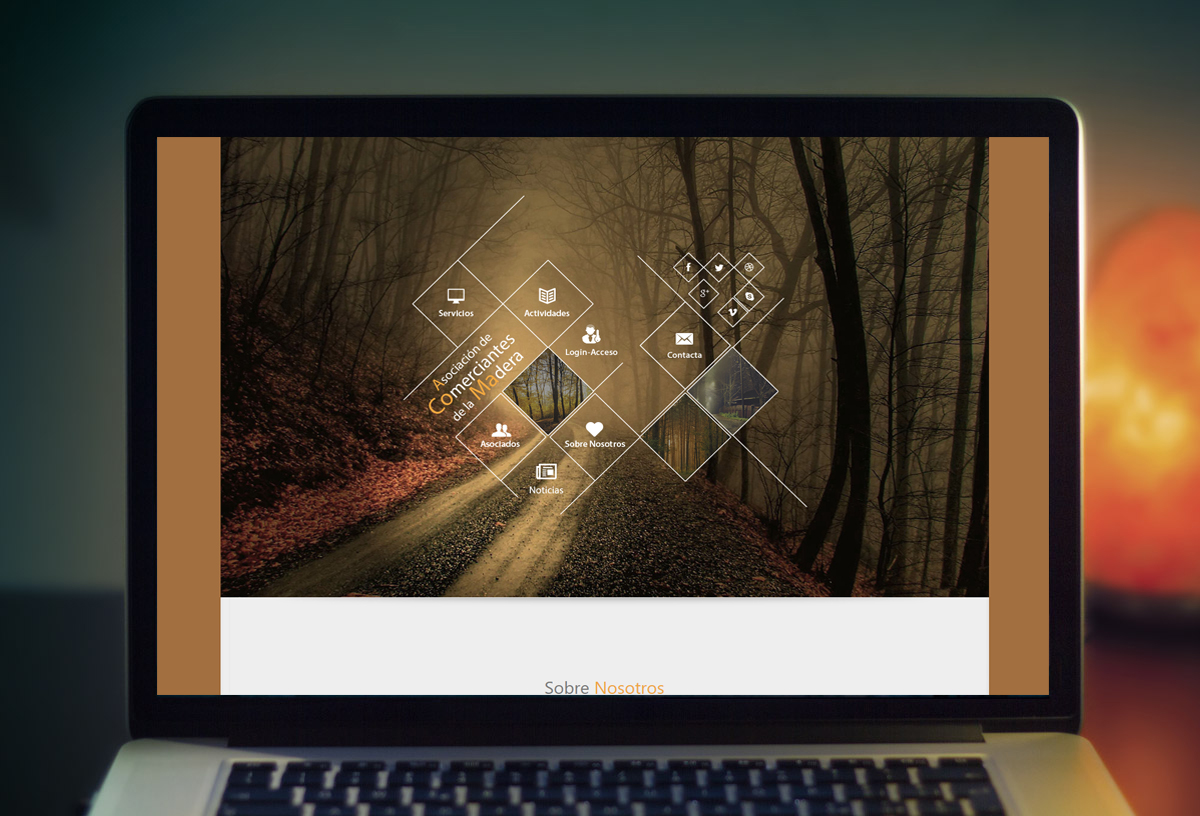 Servicios
Actividades
Login-Acceso
Contacta
Asociación de
Comerciantes
de la Madera
Asociados
Sobre Nosotros
Noticias
f
g+
Sobre Nosotros